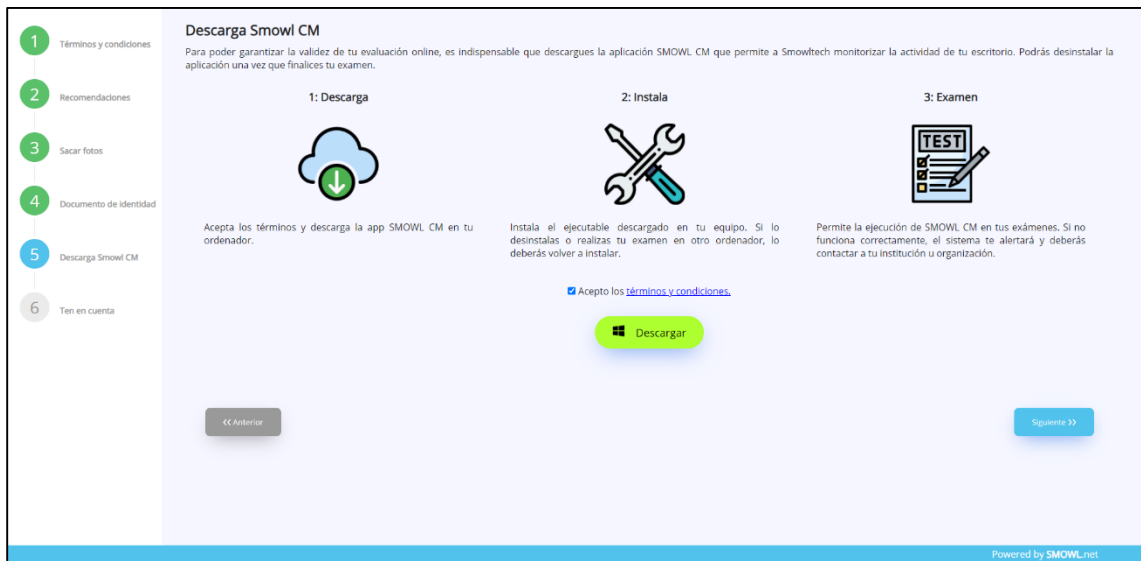 1 Términos y condiciones
2 Recomendaciones
3 Sacar fotos
4 Documento de identidad
5 Descarga Smowl CM
6 Ten en cuenta
Descarga Smowl CM
Para poder garantizar la validez de tu evaluación online, es indispensable que descargues la aplicación SMOWL CM que permite a Smowltech monitorizar la actividad de tu escritorio. Podrás desinstalar la
aplicación una vez que finalices tu examen.
1: Descarga
Acepta los términos y descarga la app SMOWL CM en tu
ordenador.
2: Instala
Instala el ejecutable descargado en tu equipo. Si lo
desinstalas o realizas tu examen en otro ordenador, lo
deberás volver a instalar.
3: Examen
TEST
Permite la ejecución de SMOWL CM en tus exámenes. Si no
funciona correctamente, el sistema te alertará y deberás
contactar a tu institución u organización.
Acepto los términos y condiciones.
Descargar
‹‹ Anterior
Siguiente ››
Powered by SMOWL.net